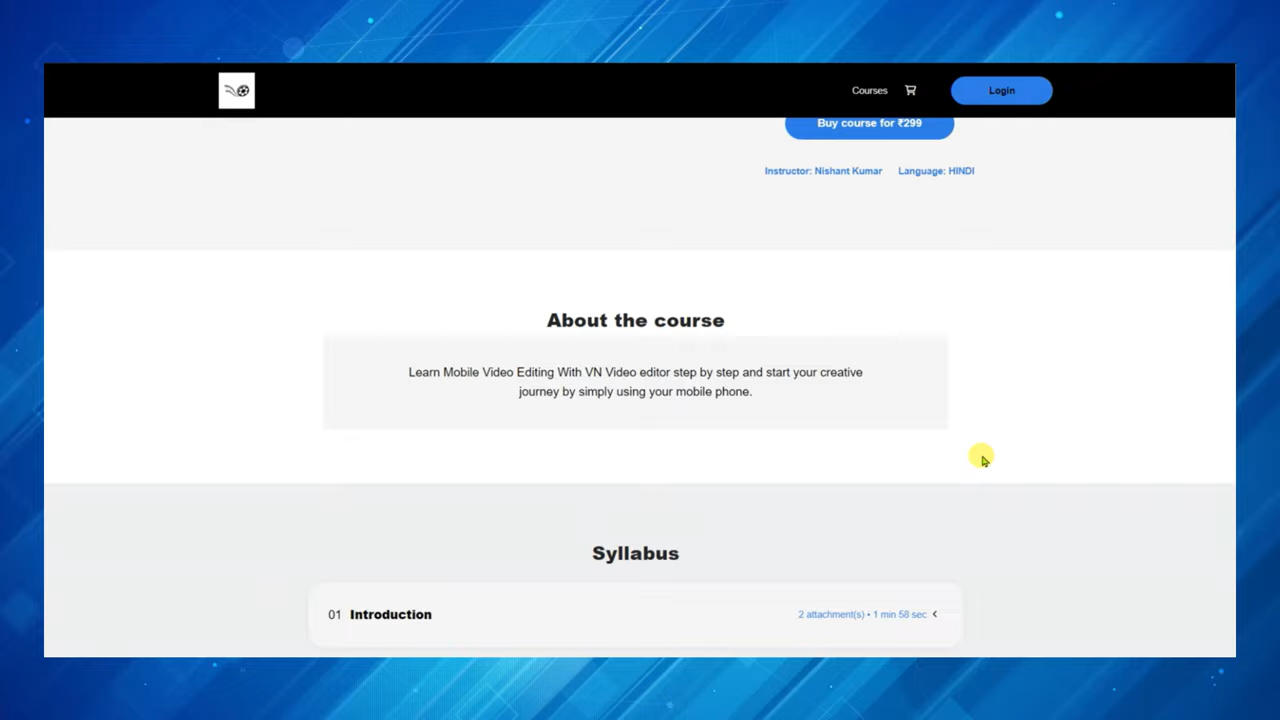 Courses
Login
Buy course for ₹299
Instructor: Nishant Kumar Language: HINDI
About the course
Learn Mobile Video Editing With VN Video editor step by step and start your creative
journey by simply using your mobile phone.
Syllabus
01 Introduction 2 attachment(s) • 1 min 58 sec